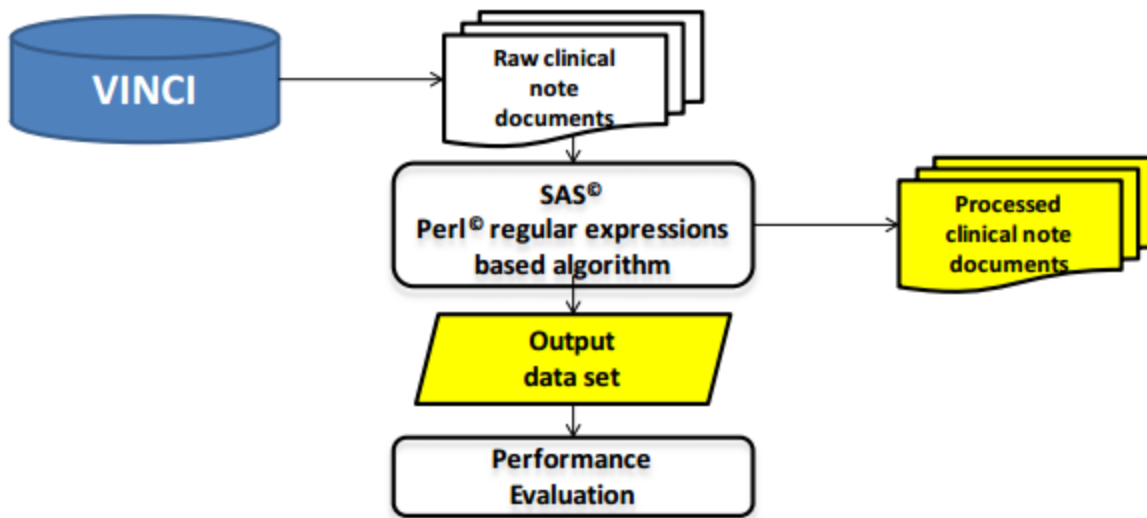 VINCI
Raw clinical
note
documents
SAS©
Perl© regular expressions
based algorithm
Processed
clinical note
documents
Output
data set
Performance
Evaluation